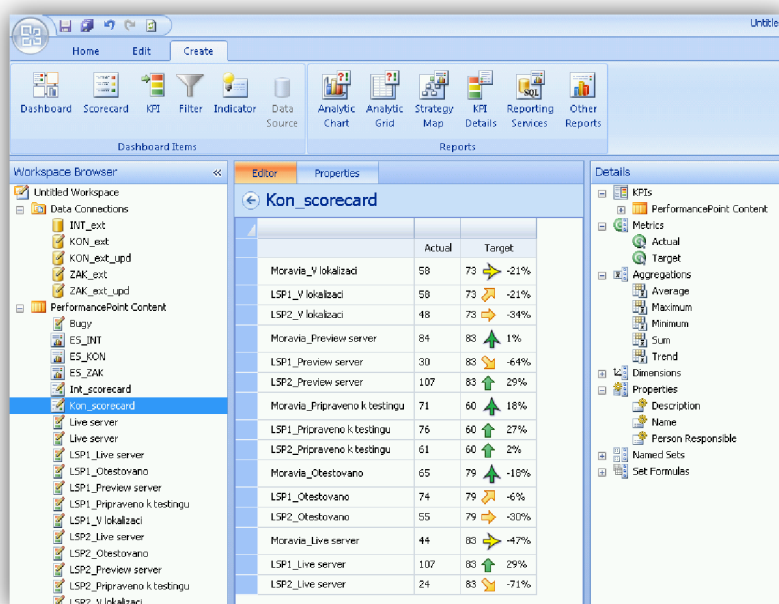 Untitle
Home Edit Create
Dashboard Scorecard KPI Filter Indicator Data Source
Dashboard Items
Analytic Chart Analytic Grid Strategy Map KPI Details Reporting Services Other Reports
Reports
Workspace Browser
Untitled Workspace
Data Connections
INT_ext
KON_ext
KON_ext_upd
ZAK_ext
ZAK_ext_upd
PerformancePoint Content
Bugy
ES_INT
ES_KON
ES_ZAK
Int_scorecard
Kon_scorecard
Live server
Live server
LSP1_Live server
LSP1_Otestovano
LSP1_Preview server
LSP1_Pripraveno k testingu
LSP1_V lokalizaci
LSP2_Live server
LSP2_Otestovano
LSP2_Preview server
LSP2_Pripraveno k testingu
LSP2_V lokalizaci
Editor Properties
Kon_scorecard
Actual Target
Moravia_V lokalizaci 58 73 -21%
LSP1_V lokalizaci 58 73 -21%
LSP2_V lokalizaci 48 73 -34%
Moravia_Preview server 84 83 1%
LSP1_Preview server 30 83 -64%
LSP2_Preview server 107 83 29%
Moravia_Pripraveno k testingu 71 60 18%
LSP1_Pripraveno k testingu 76 60 27%
LSP2_Pripraveno k testingu 61 60 2%
Moravia_Otestovano 65 79 -18%
LSP1_Otestovano 74 79 -6%
LSP2_Otestovano 55 79 -30%
Moravia_Live server 44 83 -47%
LSP1_Live server 107 83 29%
LSP2_Live server 24 83 -71%
Details
KPIs
PerformancePoint Content
Metrics
Actual
Target
Aggregations
Average
Maximum
Minimum
Sum
Trend
Dimensions
Properties
Description
Name
Person Responsible
Named Sets
Set Formulas